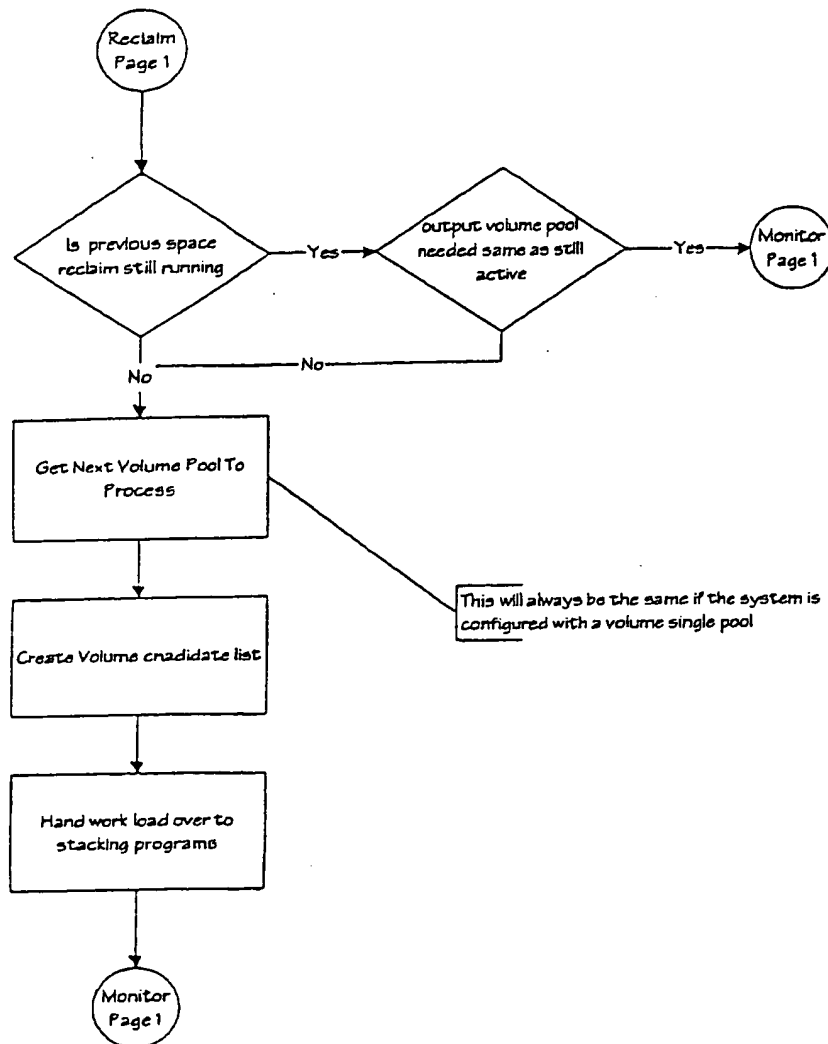 Reclaim
Page 1
Is previous space
reclaim still running
Yes
output volume pool
needed same as still
active
Yes
Monitor
Page 1
No
No
Get Next Volume Pool To
Process
This will always be the same if the system is
configured with a volume single pool
Create Volume cnadidate list
Hand work load over to
stacking programs
Monitor
Page 1